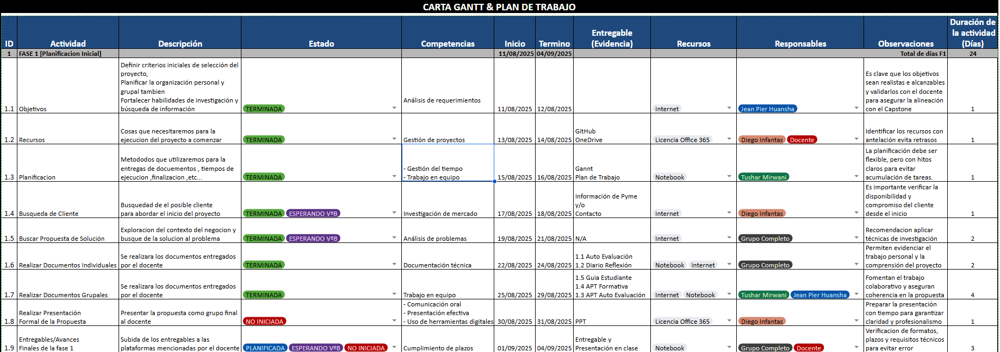 CARTA GANTT & PLAN DE TRABAJO
ID Actividad Descripción Estado Competencias Inicio Termino Entregable (Evidencia) Recursos Responsables Observaciones Duración de la actividad (Días)
1 FASE 1 [Planificacion Inicial] 11/08/2025 04/09/2025 Total de días F1 24
1.1 Objetivos
Definir criterios iniciales de selección del
proyecto,
Planificar la organización personal y
grupal tambien
Fortalecer habilidades de investigación y
búsqueda de información
TERMINADA
Análisis de requerimientos
11/08/2025 12/08/2025
Internet
Jean Pier Huansha
Es clave que los objetivos
sean realistas e alcanzables
y validarlos con el docente
para asegurar la alineación
con el Capstone
1
1.2 Recursos
Cosas que necesitaremos para la
ejecucion del proyecto a comenzar
TERMINADA
Gestión de proyectos
13/08/2025 14/08/2025
GitHub
OneDrive
Licencia Office 365
Diego Infantas Docente
Identificar los recursos con
antelación evita retrasos
1
1.3 Planificacion
Metododos que utilizaremos para la
entregas de docuementos , tiempos de
ejecucion ,finalizacion ,etc...
TERMINADA
- Gestión del tiempo
- Trabajo en equipo
15/08/2025 16/08/2025
Gannt
Plan de Trabajo
Notebook
Tushar Mirwani
La planificación debe ser
flexible, pero con hitos
claros para evitar
acumulación de tareas.
1
1.4 Busqueda de Cliente
Busquedad de el posible cliente
para abordar el inicio del proyecto
TERMINADA ESPERANDO VºB
Investigación de mercado
17/08/2025 18/08/2025
Información de Pyme
y/o
Contacto
Internet
Diego Infantas
Es importante verificar la
disponibilidad y
compromiso del cliente
desde el inicio
1
1.5 Buscar Propuesta de Solución
Exploracion del contexto del negocion y
busque de la solucion al problema
TERMINADA ESPERANDO VºB
Análisis de problemas
19/08/2025 21/08/2025
N/A
Internet
Grupo Completo
Recomendacion aplicar
técnicas de investigación
2
1.6 Realizar Documentos Individuales
Se realizara los documentos entregados
por el docente
TERMINADA
Documentación técnica
22/08/2025 24/08/2025
1.1 Auto Evaluación
1.2 Diario Reflexión
Notebook Internet
Grupo Completo
Permiten evidenciar el
trabajo personal y la
comprensión del proyecto
2
1.7 Realizar Documentos Grupales
Se realizara los documentos entregados
por el docente
TERMINADA
Trabajo en equipo
25/08/2025 29/08/2025
1.5 Guia Estudiante
1.4 APT Formativa
1.3 APT Auto Evaluación
Internet Notebook
Tushar Mirwani Jean Pier Huansha
Fomentan el trabajo
colaborativo y aseguran
coherencia en la propuesta
4
1.8 Realizar Presentación
Formal de la Propuesta
Presentar la propuesta como grupo final
al docente
NO INICIADA
- Comunicación oral
- Presentación efectiva
- Uso de herramientas digitales
30/08/2025 31/08/2025
PPT
Licencia Office 365
Diego Infantas
Preparar la presentación
con tiempo para garantizar
claridad y profesionalismo
1
1.9 Entregables/Avances
Finales de la fase 1
Subida de los entregables a las
plataformas mencionadas por el docente
PLANIFICADA ESPERANDO VºB NO INICIADA
Cumplimiento de plazos
01/09/2025 04/09/2025
Entregable y
Presentación en clase
Notebook
Grupo Completo Docente
Verificacion de formatos,
plazos y requisitos técnicos
para evitar error
3